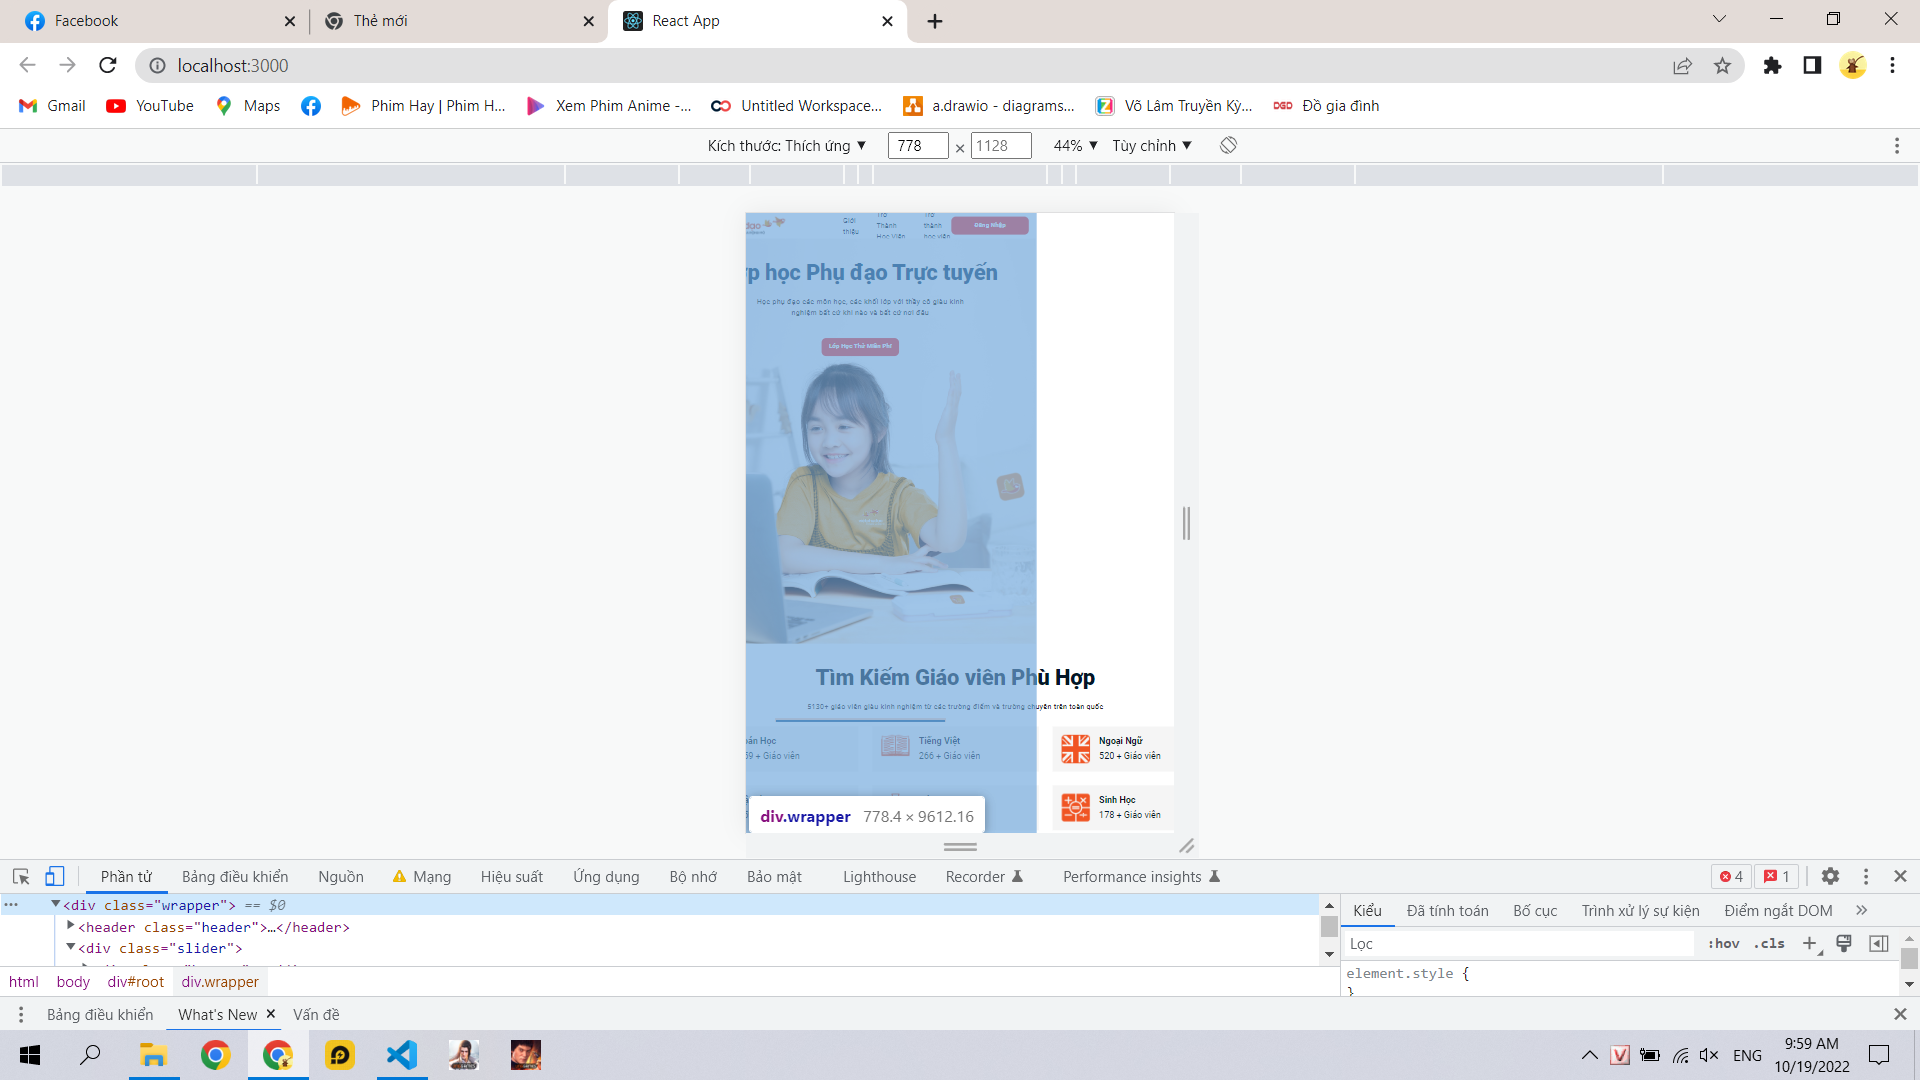 Facebook
Thẻ mới
React App
localhost:3000
Gmail
YouTube
Maps
Phim Hay | Phim H...
Xem Phim Anime -...
Untitled Workspace...
a.drawio - diagrams...
Võ Lâm Truyền Kỳ...
DGD Đồ gia đình
Kích thước: Thích ứng ▼ 778 × 1128 44% ▼ Tùy chỉnh ▼
đao
Giới thiệu
Thành Học Viên
thành học viên
Đăng Nhập
p học Phụ đạo Trực tuyến
Học phụ đạo các môn học, các khối lớp với thầy cô giàu kinh
nghiệm bất cứ khi nào và bất cứ nơi đâu
Lớp Học Thử Miễn Phí
Tìm Kiếm Giáo viên Phù Hợp
5130+ giáo viên giàu kinh nghiệm từ các trường điểm và trường chuyên trên toàn quốc
án Học
+ Giáo viên
Tiếng Việt
266 + Giáo viên
Ngoại Ngữ
520 + Giáo viên
Sinh Học
178 + Giáo viên
div.wrapper 778.4 × 9612.16
Phần tử
Bảng điều khiển
Nguồn
Mạng
Hiệu suất
Ứng dụng
Bộ nhớ
Bảo mật
Lighthouse
Recorder
Performance insights
4
1
<div class="wrapper"> == $0
<header class="header">…</header>
<div class="slider">
html body div#root div.wrapper
Kiểu
Đã tính toán
Bố cục
Trình xử lý sự kiện
Điểm ngắt DOM
Lọc
:hov .cls
element.style {
}
Bảng điều khiển
What's New
Vấn đề
ENG
9:59 AM
10/19/2022